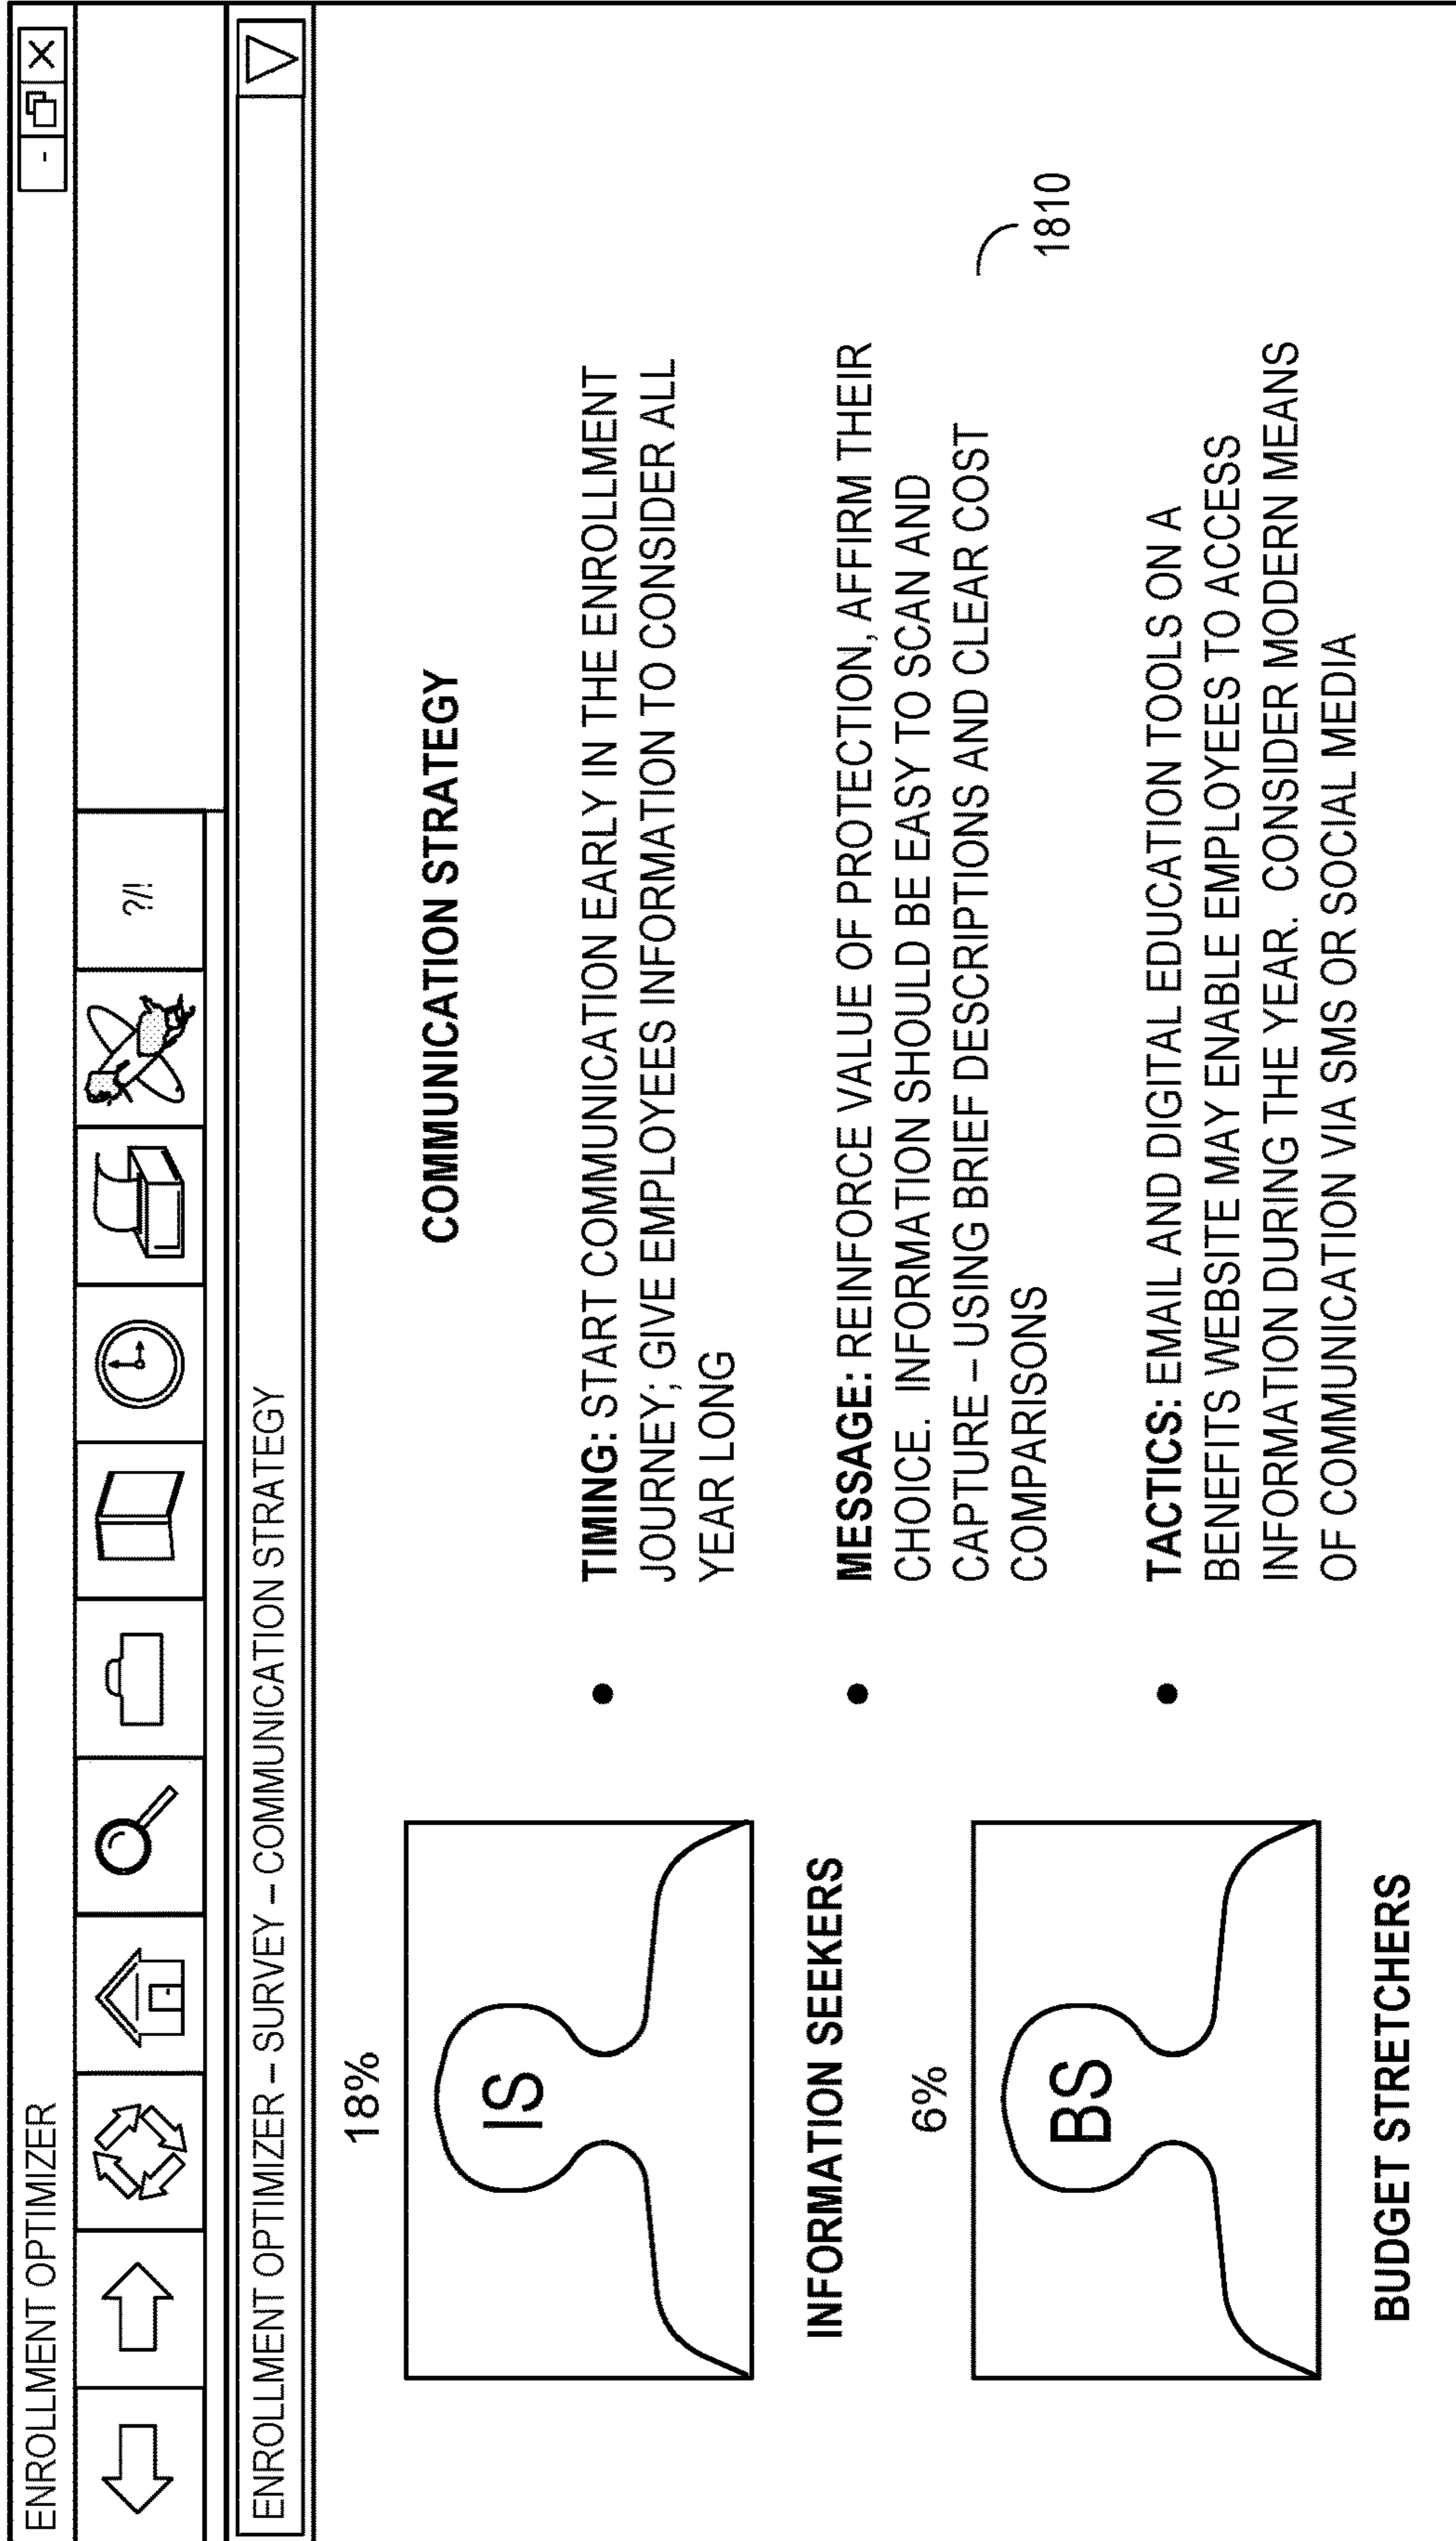 ENROLLMENT OPTIMIZER
- X
?/!
ENROLLMENT OPTIMIZER – SURVEY – COMMUNICATION STRATEGY
18%
IS
INFORMATION SEEKERS
6%
BS
BUDGET STRETCHERS
COMMUNICATION STRATEGY
• TIMING: START COMMUNICATION EARLY IN THE ENROLLMENT
JOURNEY; GIVE EMPLOYEES INFORMATION TO CONSIDER ALL
YEAR LONG
• MESSAGE: REINFORCE VALUE OF PROTECTION, AFFIRM THEIR
CHOICE. INFORMATION SHOULD BE EASY TO SCAN AND
CAPTURE – USING BRIEF DESCRIPTIONS AND CLEAR COST
COMPARISONS
• TACTICS: EMAIL AND DIGITAL EDUCATION TOOLS ON A
BENEFITS WEBSITE MAY ENABLE EMPLOYEES TO ACCESS
INFORMATION DURING THE YEAR. CONSIDER MODERN MEANS
OF COMMUNICATION VIA SMS OR SOCIAL MEDIA
1810